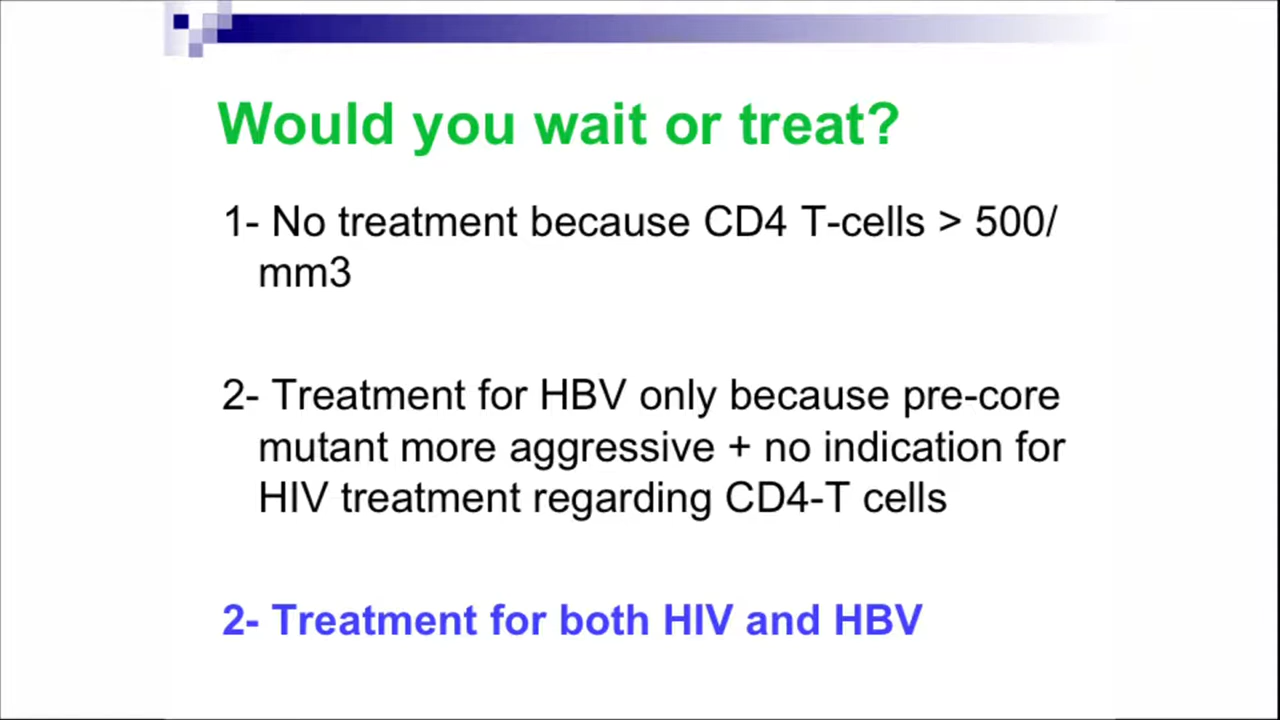 Would you wait or treat?
1- No treatment because CD4 T-cells > 500/
mm3
2- Treatment for HBV only because pre-core
mutant more aggressive + no indication for
HIV treatment regarding CD4-T cells
2- Treatment for both HIV and HBV